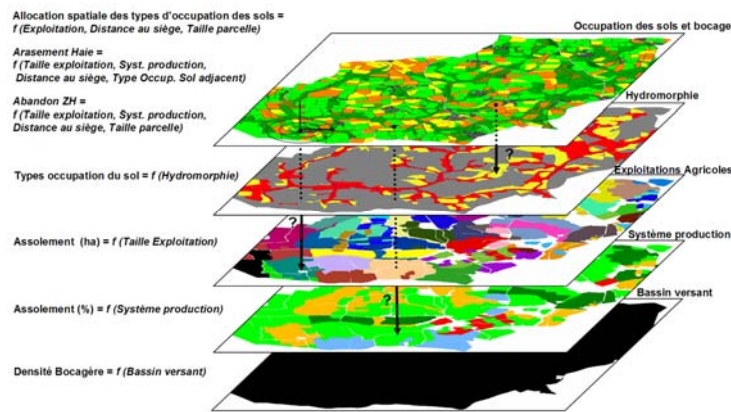 Allocation spatiale des types d'occupation des sols =
f (Exploitation, Distance au siège, Taille parcelle)
Occupation des sols et bocage
Arasement Haie =
f (Taille exploitation, Syst. production,
Distance au siège, Type Occup. Sol adjacent)
Abandon ZH =
f (Taille exploitation, Syst. production,
Distance au siège, Taille parcelle)
Hydromorphie
?
Types occupation du sol = f (Hydromorphie)
Exploitations Agricoles
?
Assolement (ha) = f (Taille Exploitation)
Système production
?
Assolement (%) = f (Système production)
Bassin versant
Densité Bocagère = f (Bassin versant)